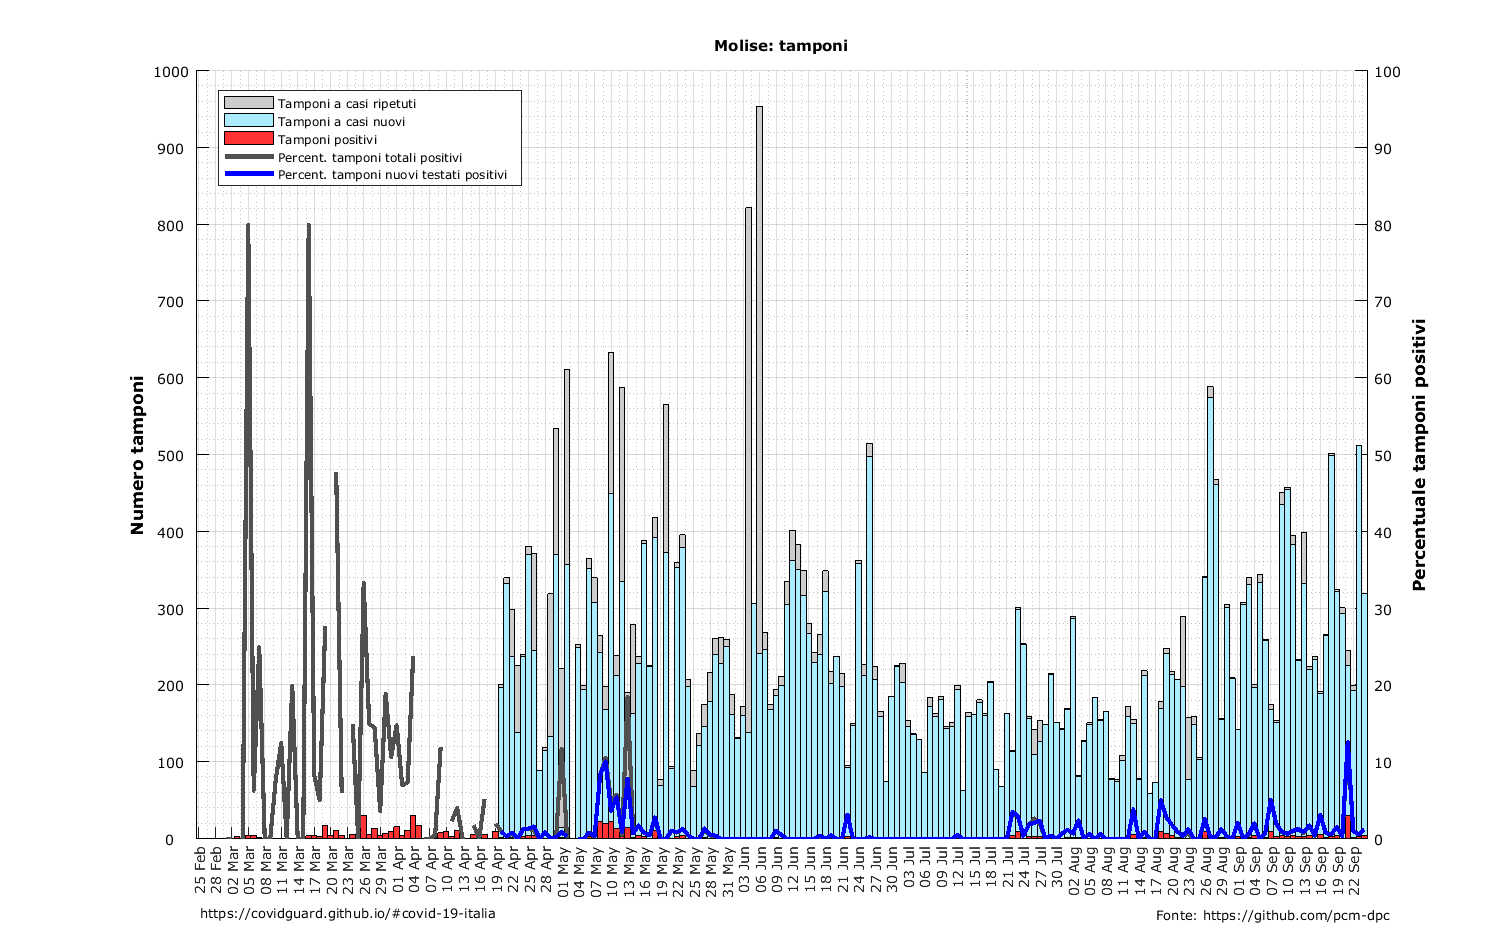 Molise: tamponi
Tamponi a casi ripetuti
Tamponi a casi nuovi
Tamponi positivi
Percent. tamponi totali positivi
Percent. tamponi nuovi testati positivi
Numero tamponi
1000
900
800
700
600
500
400
300
200
100
0
100
90
80
70
60
50
40
30
20
10
0
Percentuale tamponi positivi
25 Feb
28 Feb
02 Mar
05 Mar
08 Mar
11 Mar
14 Mar
17 Mar
20 Mar
23 Mar
26 Mar
29 Mar
01 Apr
04 Apr
07 Apr
10 Apr
13 Apr
16 Apr
19 Apr
22 Apr
25 Apr
28 Apr
01 May
04 May
07 May
10 May
13 May
16 May
19 May
22 May
25 May
28 May
31 May
03 Jun
06 Jun
09 Jun
12 Jun
15 Jun
18 Jun
21 Jun
24 Jun
27 Jun
30 Jun
03 Jul
06 Jul
09 Jul
12 Jul
15 Jul
18 Jul
21 Jul
24 Jul
27 Jul
30 Jul
02 Aug
05 Aug
08 Aug
11 Aug
14 Aug
17 Aug
20 Aug
23 Aug
26 Aug
29 Aug
01 Sep
04 Sep
07 Sep
10 Sep
13 Sep
16 Sep
19 Sep
22 Sep
https://covidguard.github.io/#covid-19-italia
Fonte: https://github.com/pcm-dpc